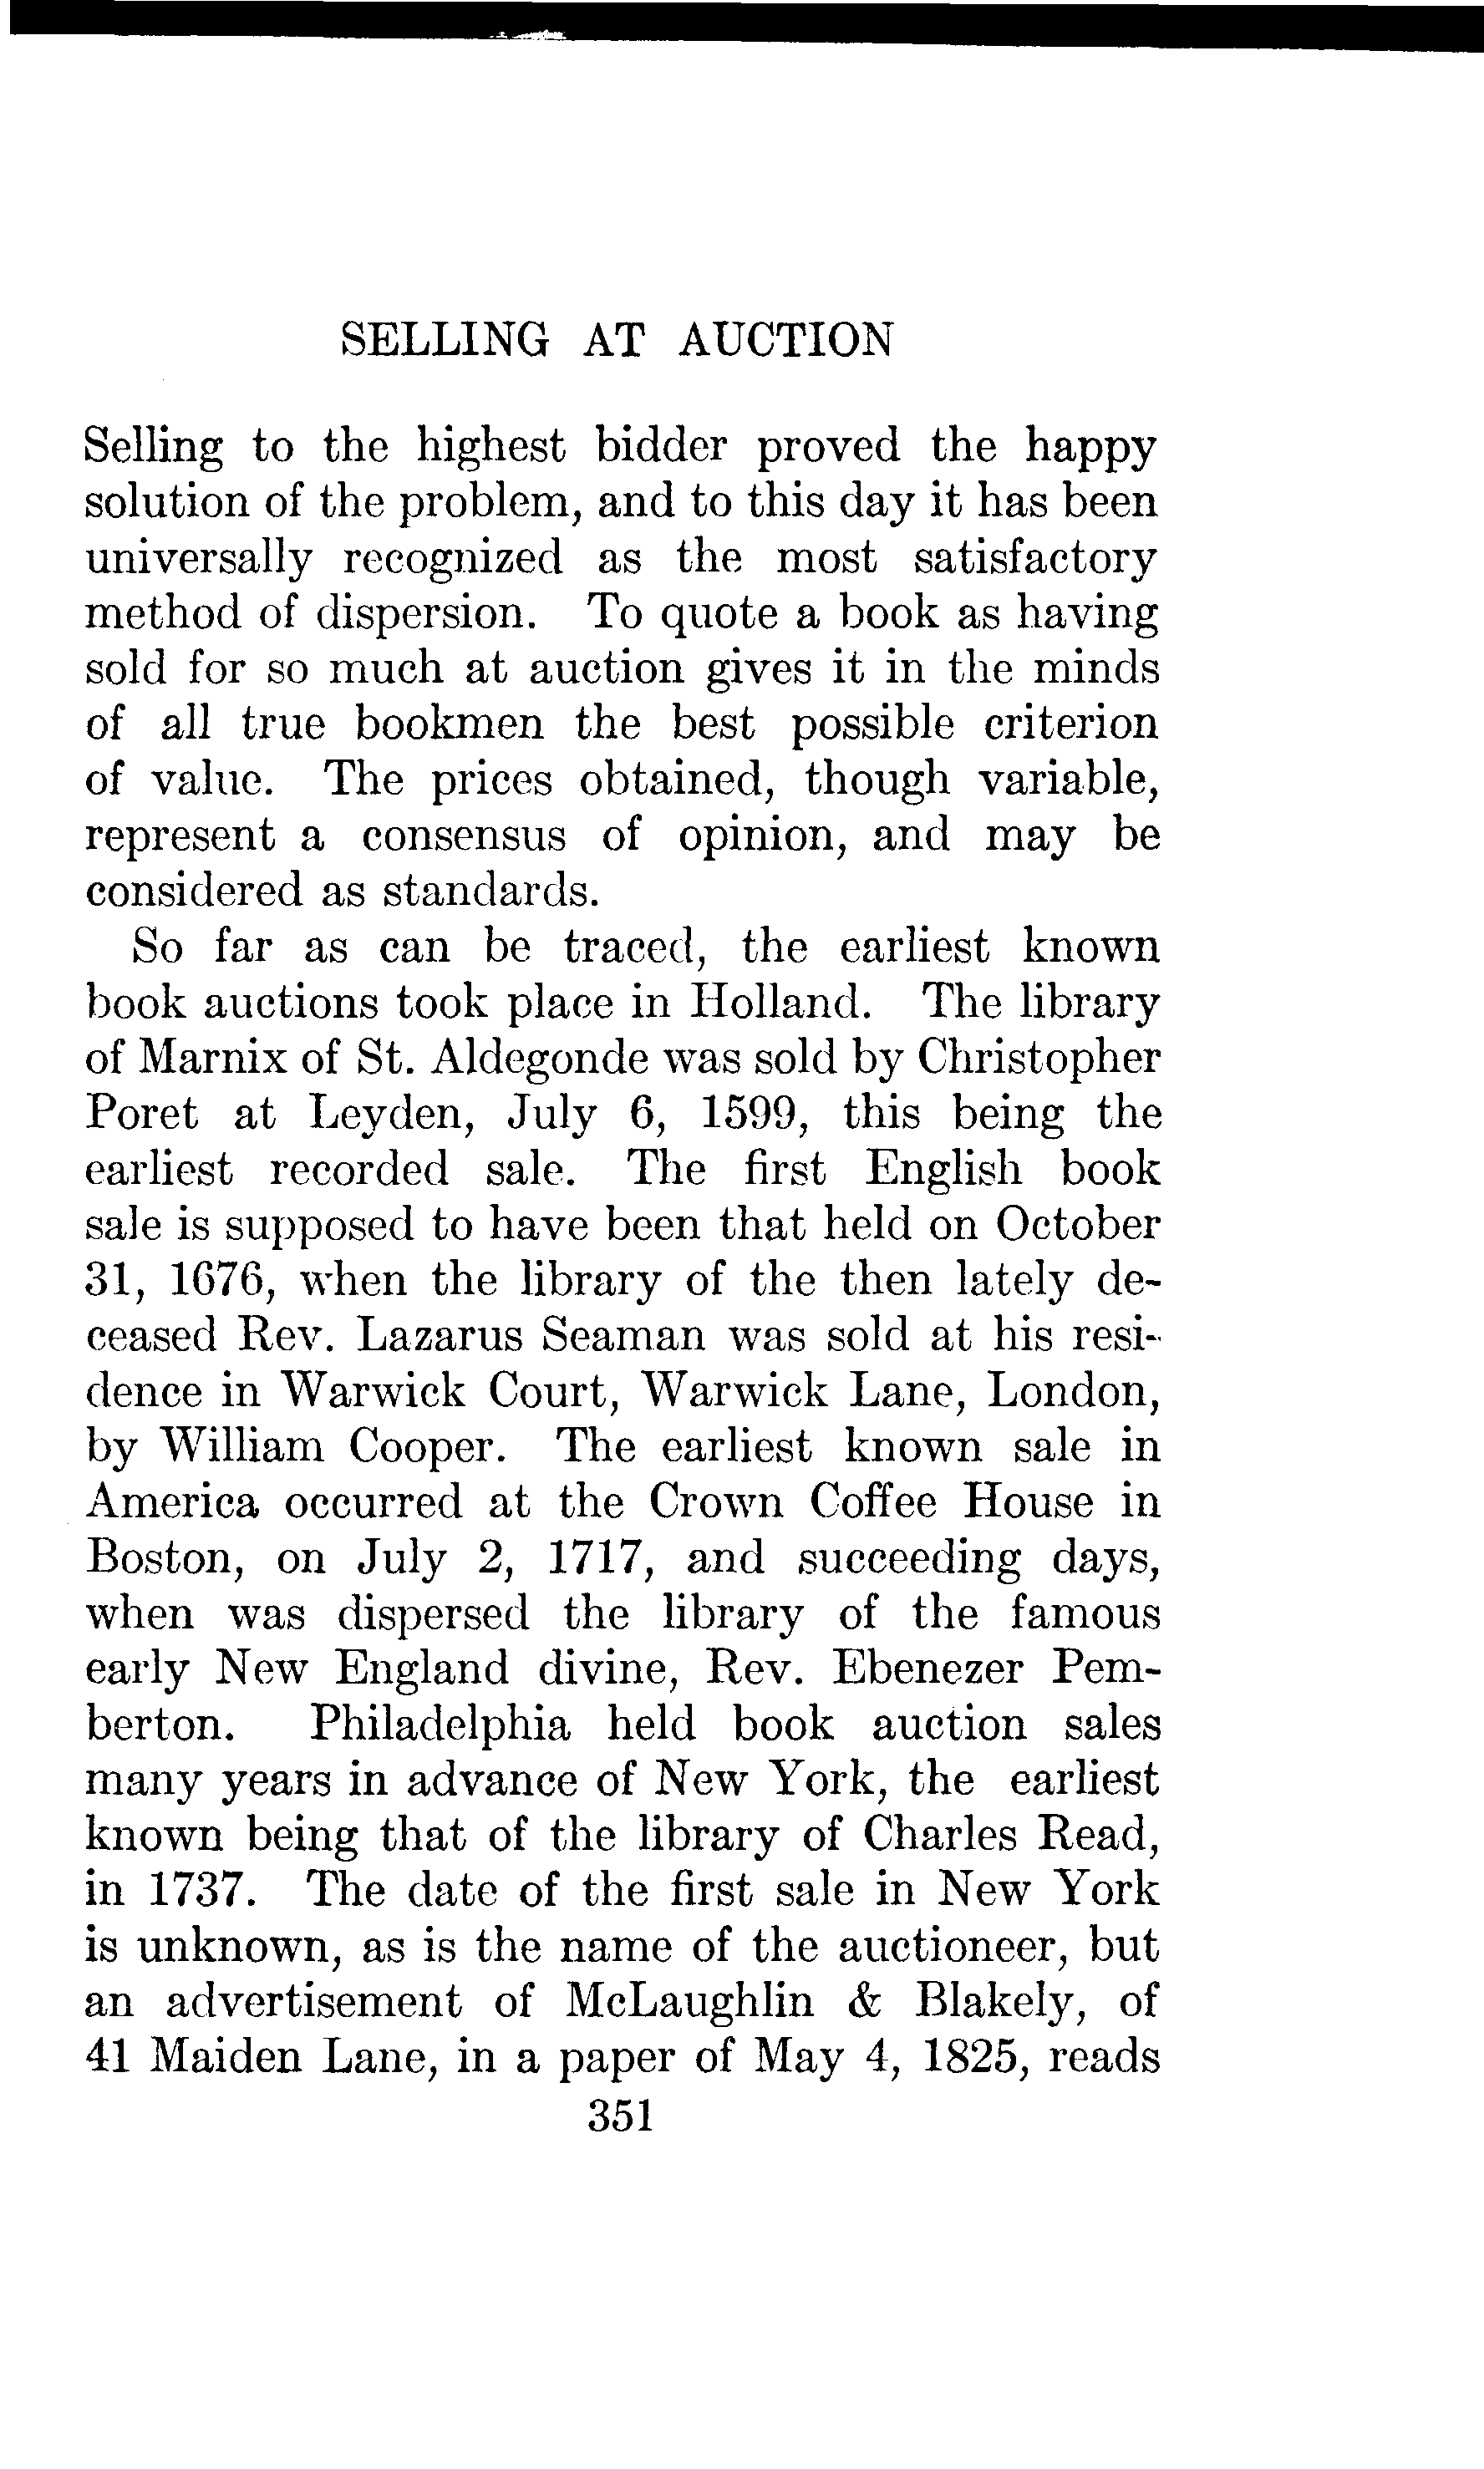 SELLING AT AUCTION
Selling to the highest bidder proved the happy
solution of the problem, and to this day it has been
universally recognized as the most satisfactory
method of dispersion. To quote a book as having
sold for so much at auction gives it in the minds
of all true bookmen the best possible criterion
of value. The prices obtained, though variable,
represent a consensus of opinion, and may be
considered as standards.
So far as can be traced, the earliest known
book auctions took place in Holland. The library
of Marnix of St. Aldegonde was sold by Christopher
Poret at Leyden, July 6, 1599, this being the
earliest recorded sale. The first English book
sale is supposed to have been that held on October
31, 1676, when the library of the then lately de-
ceased Rev. Lazarus Seaman was sold at his resi-
dence in Warwick Court, Warwick Lane, London,
by William Cooper. The earliest known sale in
America occurred at the Crown Coffee House in
Boston, on July 2, 1717, and succeeding days,
when was dispersed the library of the famous
early New England divine, Rev. Ebenezer Pem-
berton. Philadelphia held book auction sales
many years in advance of New York, the earliest
known being that of the library of Charles Read,
in 1737. The date of the first sale in New York
is unknown, as is the name of the auctioneer, but
an advertisement of McLaughlin & Blakely, of
41 Maiden Lane, in a paper of May 4, 1825, reads
351